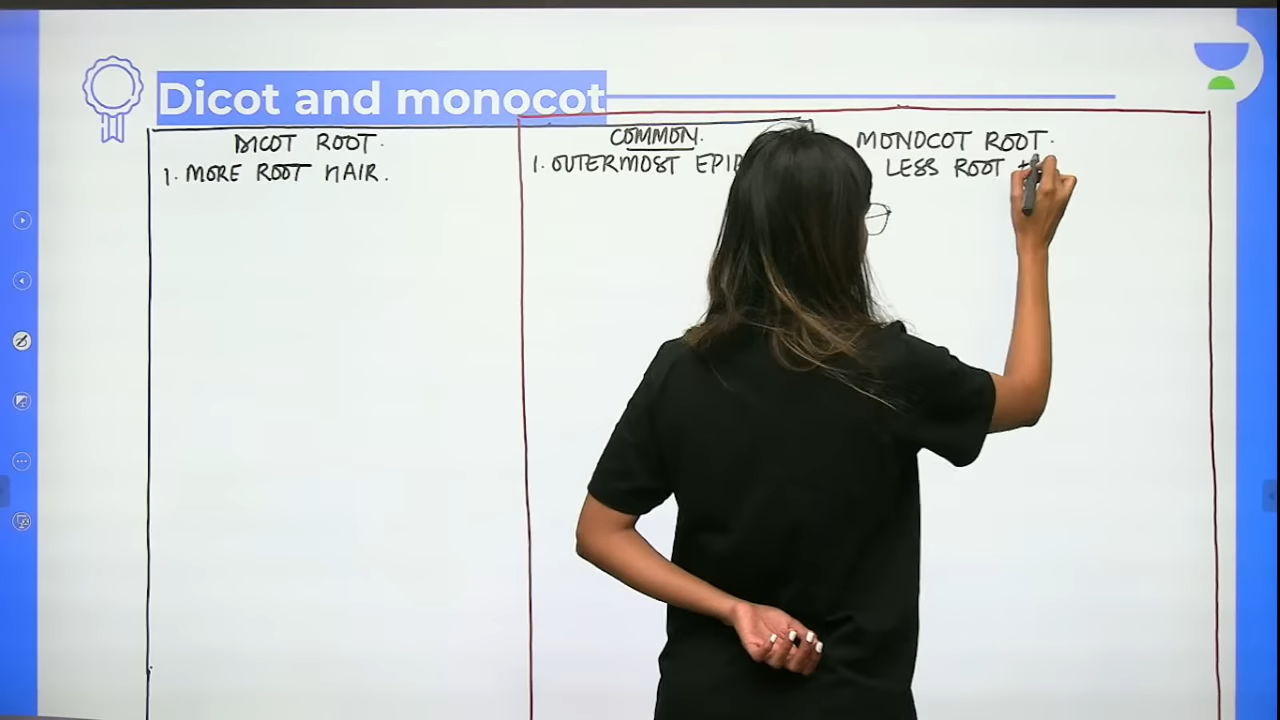 Dicot and monocot
DICOT ROOT.
1. MORE ROOT HAIR.
COMMON.
1. OUTERMOST
MONOCOT ROOT.
LESS ROOT